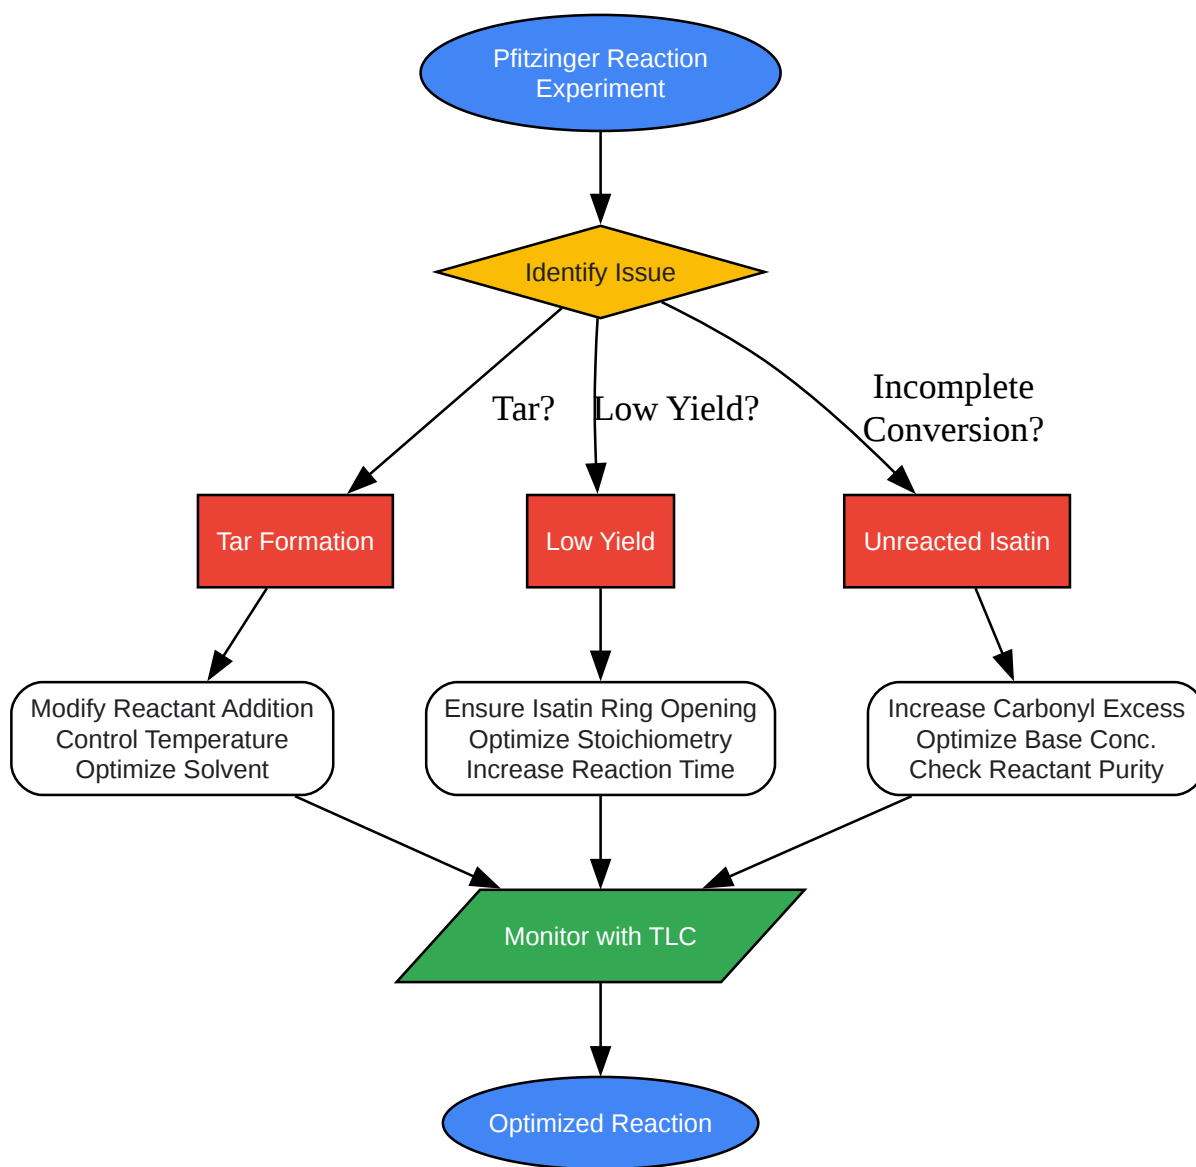 Pfitzinger Reaction
Experiment
Identify Issue
Tar?
Low Yield?
Incomplete
Conversion?
Tar Formation
Low Yield
Unreacted Isatin
Modify Reactant Addition
Control Temperature
Optimize Solvent
Ensure Isatin Ring Opening
Optimize Stoichiometry
Increase Reaction Time
Increase Carbonyl Excess
Optimize Base Conc.
Check Reactant Purity
Monitor with TLC
Optimized Reaction